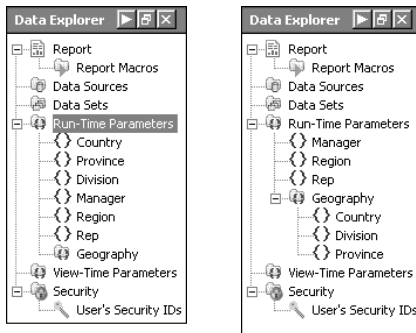 Data Explorer
Report
Report Macros
Data Sources
Data Sets
Run-Time Parameters
Country
Province
Division
Manager
Region
Rep
Geography
View-Time Parameters
Security
User's Security IDs
Data Explorer
Report
Report Macros
Data Sources
Data Sets
Run-Time Parameters
Manager
Region
Rep
Geography
Country
Division
Province
View-Time Parameters
Security
User's Security IDs